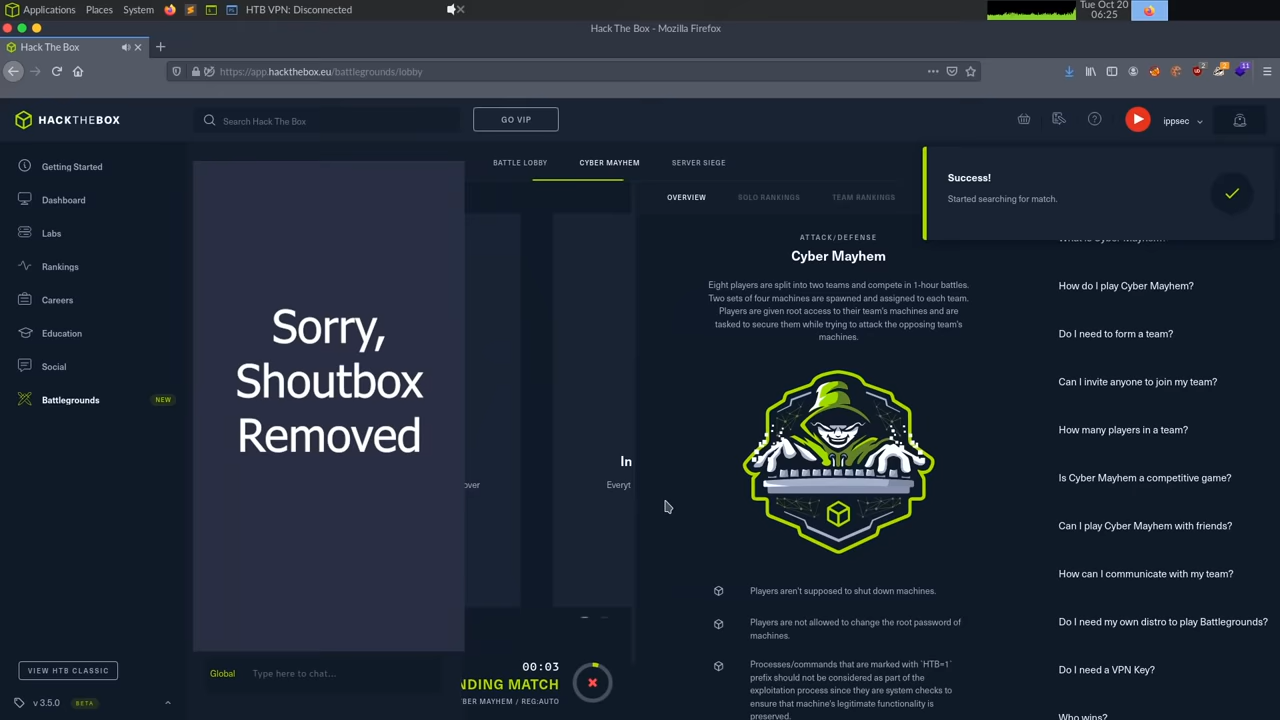 Applications Places System HTB VPN: Disconnected Tue Oct 20
06:25
Hack The Box - Mozilla Firefox
Hack The Box
https://app.hackthebox.eu/battlegrounds/lobby
2
11
HACKTHEBOX
Search Hack The Box
GO VIP
ippsec
Getting Started
Dashboard
Labs
Rankings
Careers
Education
Social
Battlegrounds NEW
VIEW HTB CLASSIC
v 3.5.0 BETA
Sorry,
Shoutbox
Removed
Global Type here to chat...
BATTLE LOBBY CYBER MAYHEM SERVER SIEGE
In
over Everyt
00:03
NDING MATCH
BER MAYHEM / REG:AUTO
OVERVIEW SOLO RANKINGS TEAM RANKINGS
ATTACK/DEFENSE
Cyber Mayhem
Eight players are split into two teams and compete in 1-hour battles.
Two sets of four machines are spawned and assigned to each team.
Players are given root access to their team's machines and are
tasked to secure them while trying to attack the opposing team's
machines.
Players aren't supposed to shut down machines.
Players are not allowed to change the root password of
machines.
Processes/commands that are marked with `HTB=1`
prefix should not be considered as part of the
exploitation process since they are system checks to
ensure that machine's legitimate functionality is
preserved.
Success!
Started searching for match.
What is Cyber Mayhem?
How do I play Cyber Mayhem?
Do I need to form a team?
Can I invite anyone to join my team?
How many players in a team?
Is Cyber Mayhem a competitive game?
Can I play Cyber Mayhem with friends?
How can I communicate with my team?
Do I need my own distro to play Battlegrounds?
Do I need a VPN Key?
Who wins?